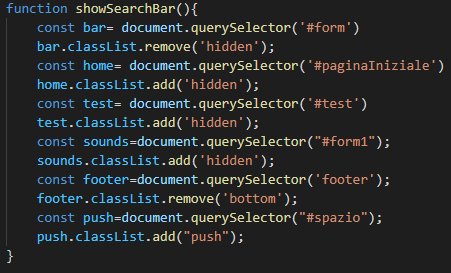 function showSearchBar(){
    const bar= document.querySelector('#form')
    bar.classList.remove('hidden');
    const home= document.querySelector('#paginaIniziale')
    home.classList.add('hidden');
    const test= document.querySelector('#test')
    test.classList.add('hidden');
    const sounds=document.querySelector("#form1");
    sounds.classList.add('hidden');
    const footer=document.querySelector('footer');
    footer.classList.remove('bottom');
    const push=document.querySelector("#spazio");
    push.classList.add("push");
}